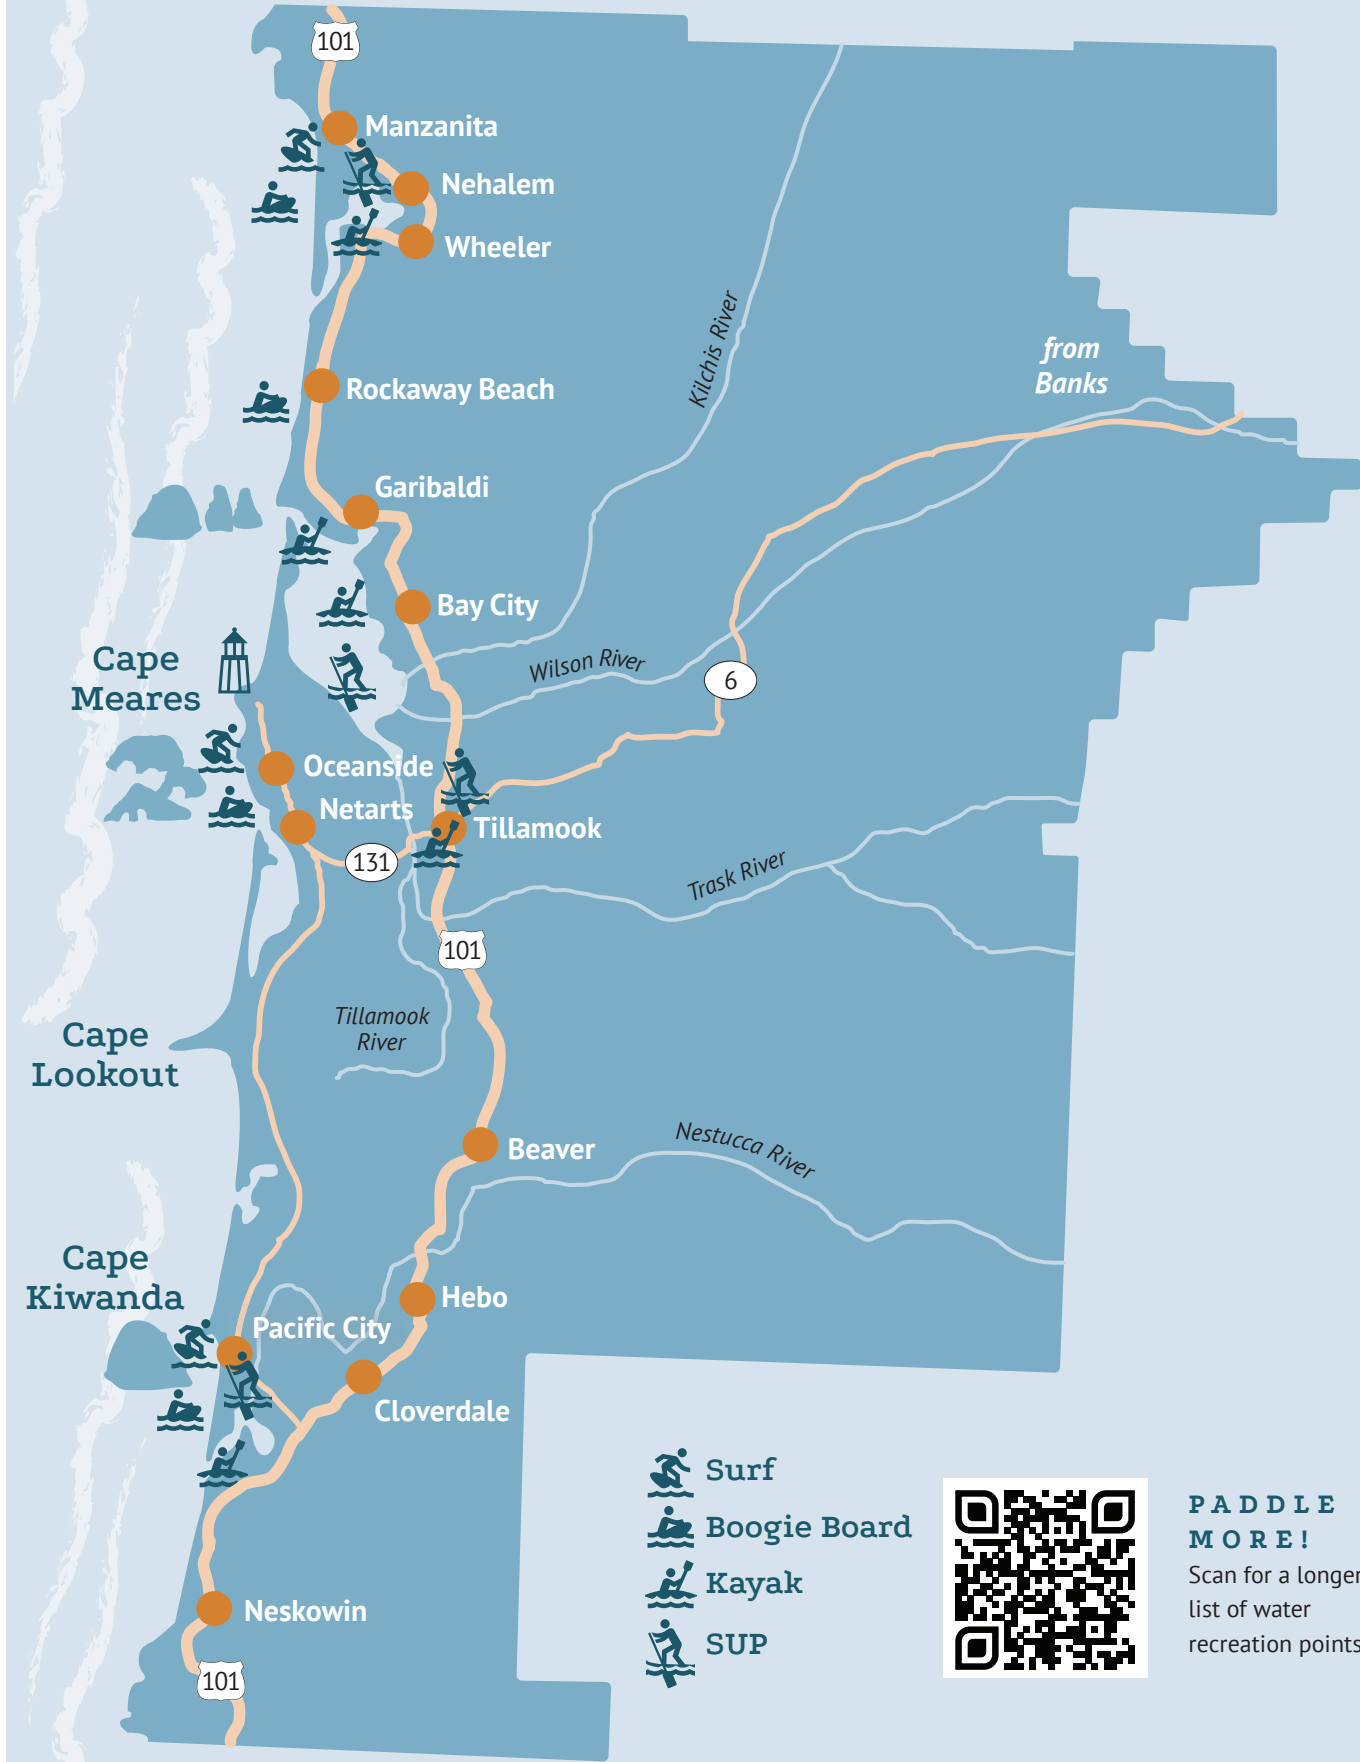 101
Manzanita
Nehalem
Wheeler
Kilchis River
from
Banks
Rockaway Beach
Garibaldi
Bay City
Cape
Meares
Wilson River
6
Oceanside
Netarts
Tillamook
131
Trask River
101
Tillamook
River
Cape
Lookout
Beaver
Nestucca River
Cape
Kiwanda
Hebo
Pacific City
Cloverdale
Surf
Boogie Board
Kayak
SUP
PADDLE
MORE!
Scan for a longer
list of water
recreation points
Neskowin
101